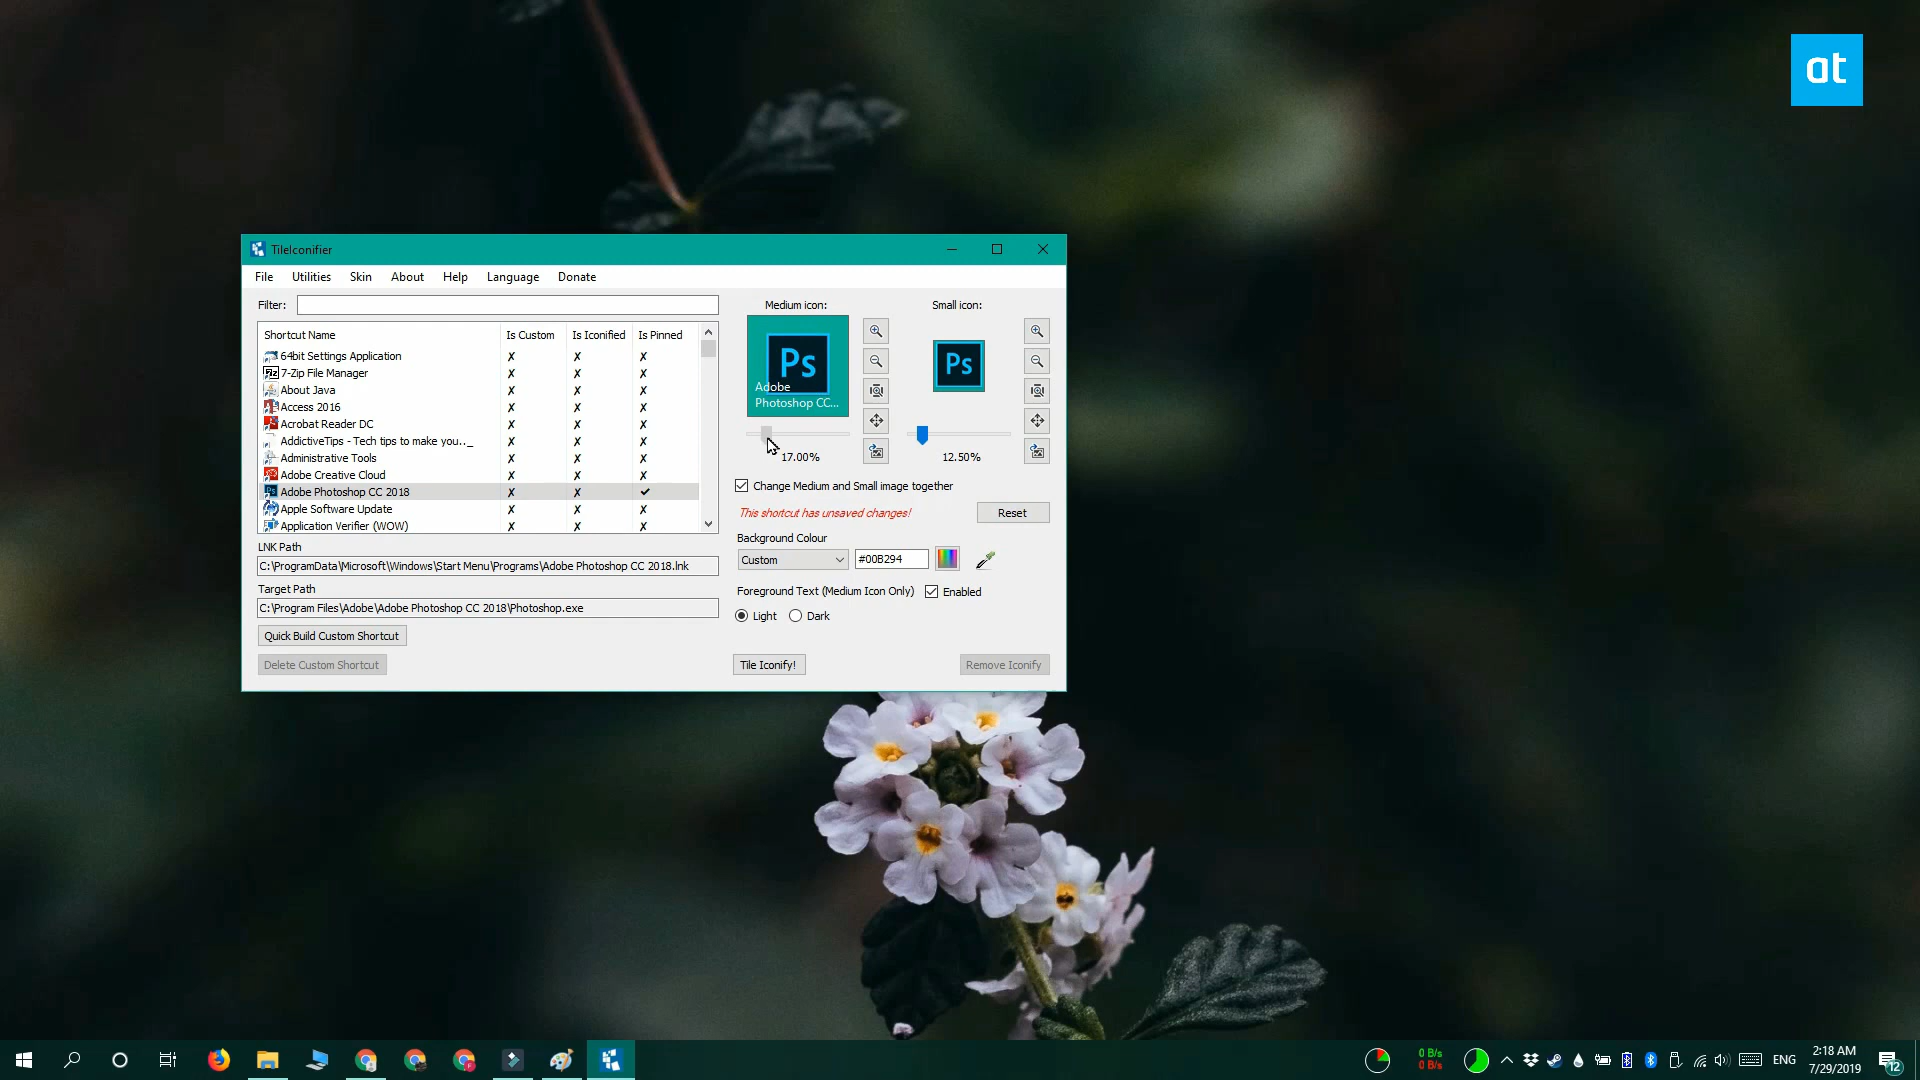 at
TileIconifier
File Utilities Skin About Help Language Donate
Filter:
Medium icon:
Small icon:
Shortcut Name Is Custom Is Iconified Is Pinned
64bit Settings Application ✗ ✗ ✗
7-Zip File Manager ✗ ✗ ✗
About Java ✗ ✗ ✗
Access 2016 ✗ ✗ ✗
Acrobat Reader DC ✗ ✗ ✗
AddictiveTips - Tech tips to make you.._ ✗ ✗ ✗
Administrative Tools ✗ ✗ ✗
Adobe Creative Cloud ✗ ✗ ✗
Adobe Photoshop CC 2018 ✗ ✗ ✔
Apple Software Update ✗ ✗ ✗
Application Verifier (WOW) ✗ ✗ ✗
Ps
Adobe
Photoshop CC...
Ps
17.00%
12.50%
Change Medium and Small image together
This shortcut has unsaved changes!
Reset
Background Colour
Custom
#00B294
Foreground Text (Medium Icon Only)
Enabled
Light Dark
LNK Path
C:\ProgramData\Microsoft\Windows\Start Menu\Programs\Adobe Photoshop CC 2018.lnk
Target Path
C:\Program Files\Adobe\Adobe Photoshop CC 2018\Photoshop.exe
Quick Build Custom Shortcut
Delete Custom Shortcut
Tile Iconify!
Remove Iconify
0 B/s
0 B/s
ENG
2:18 AM
7/29/2019
12